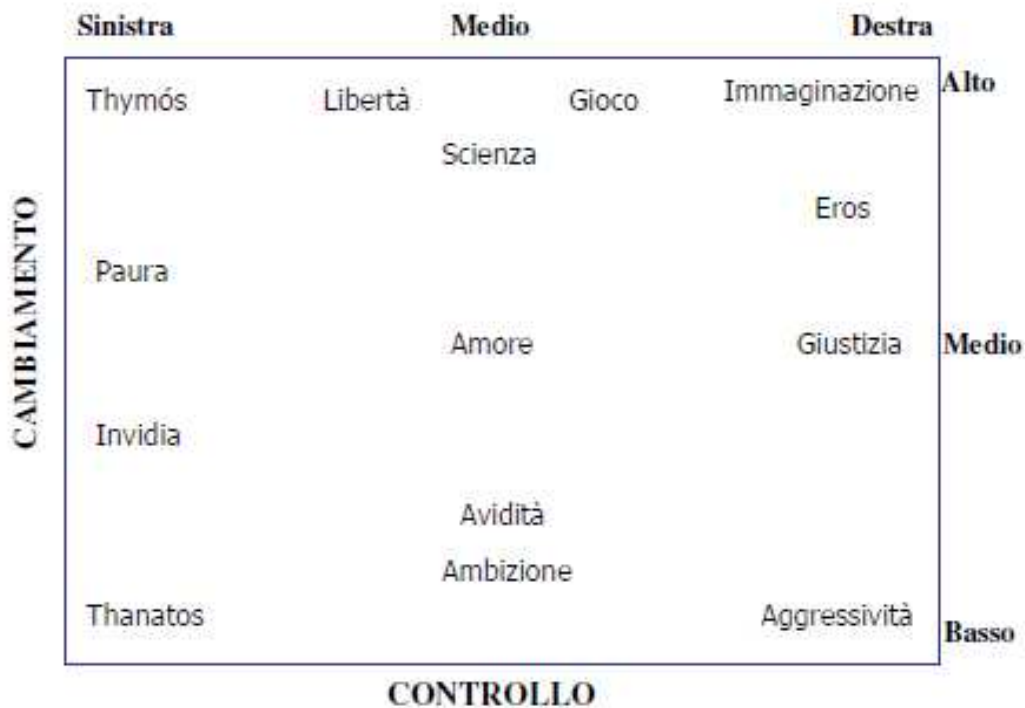 Sinistra Medio Destra
Alto
Thymós Libertà Gioco Immaginazione
Scienza
Eros
CAMBIAMENTO
Paura
Amore Giustizia Medio
Invidia
Avidità
Ambizione
Thanatos Aggressività Basso
CONTROLLO